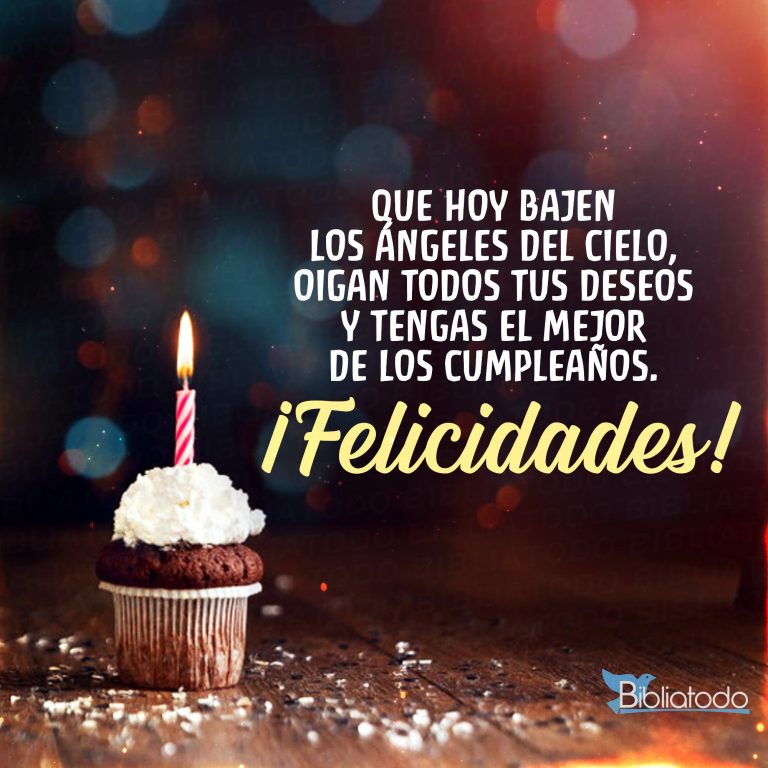 QUE HOY BAJEN
LOS ÁNGELES DEL CIELO,
OIGAN TODOS TUS DESEOS
Y TENGAS EL MEJOR
DE LOS CUMPLEAÑOS.
¡Felicidades!
Bibliatodo